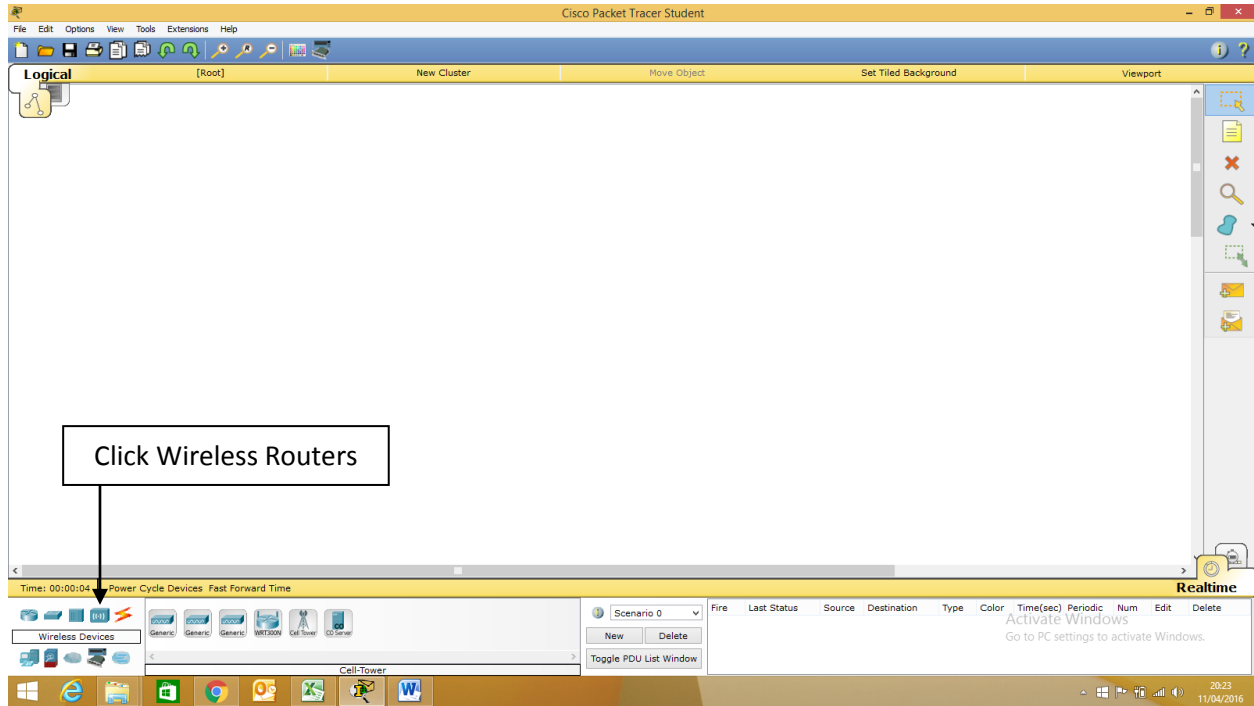 Cisco Packet Tracer Student
File Edit Options View Tools Extensions Help
Logical [Root] New Cluster Move Object Set Tiled Background Viewport
Click Wireless Routers
Time: 00:00:04 Power Cycle Devices Fast Forward Time Realtime
Wireless Devices
Generic Generic Generic WRT300N Cell Tower CO Server
Cell-Tower
Scenario 0
New Delete
Toggle PDU List Window
Fire Last Status Source Destination Type Color Time(sec) Periodic Num Edit Delete
Activate Windows
Go to PC settings to activate Windows.
20:23
11/04/2016